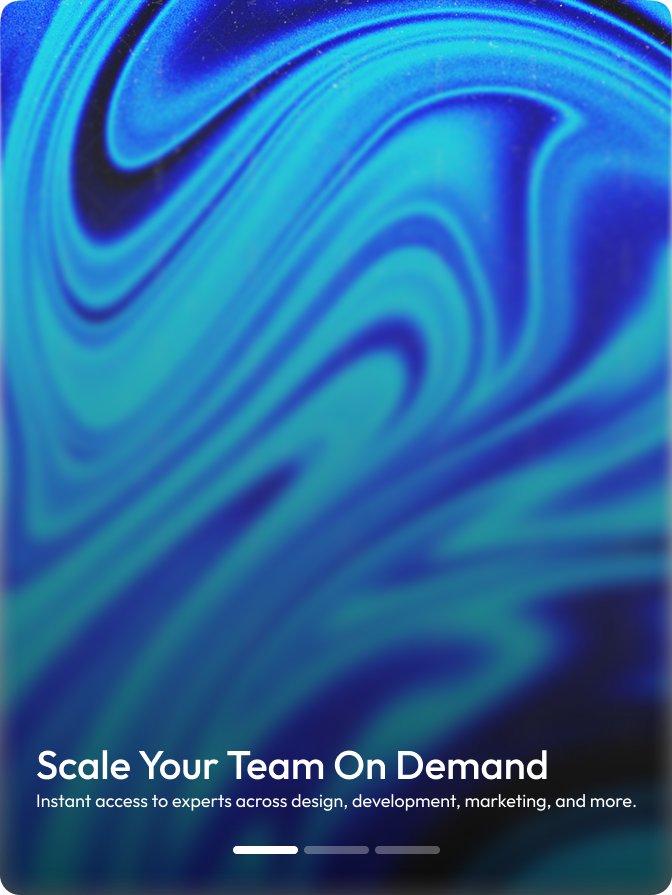 Scale Your Team On Demand
Instant access to experts across design, development, marketing, and more.